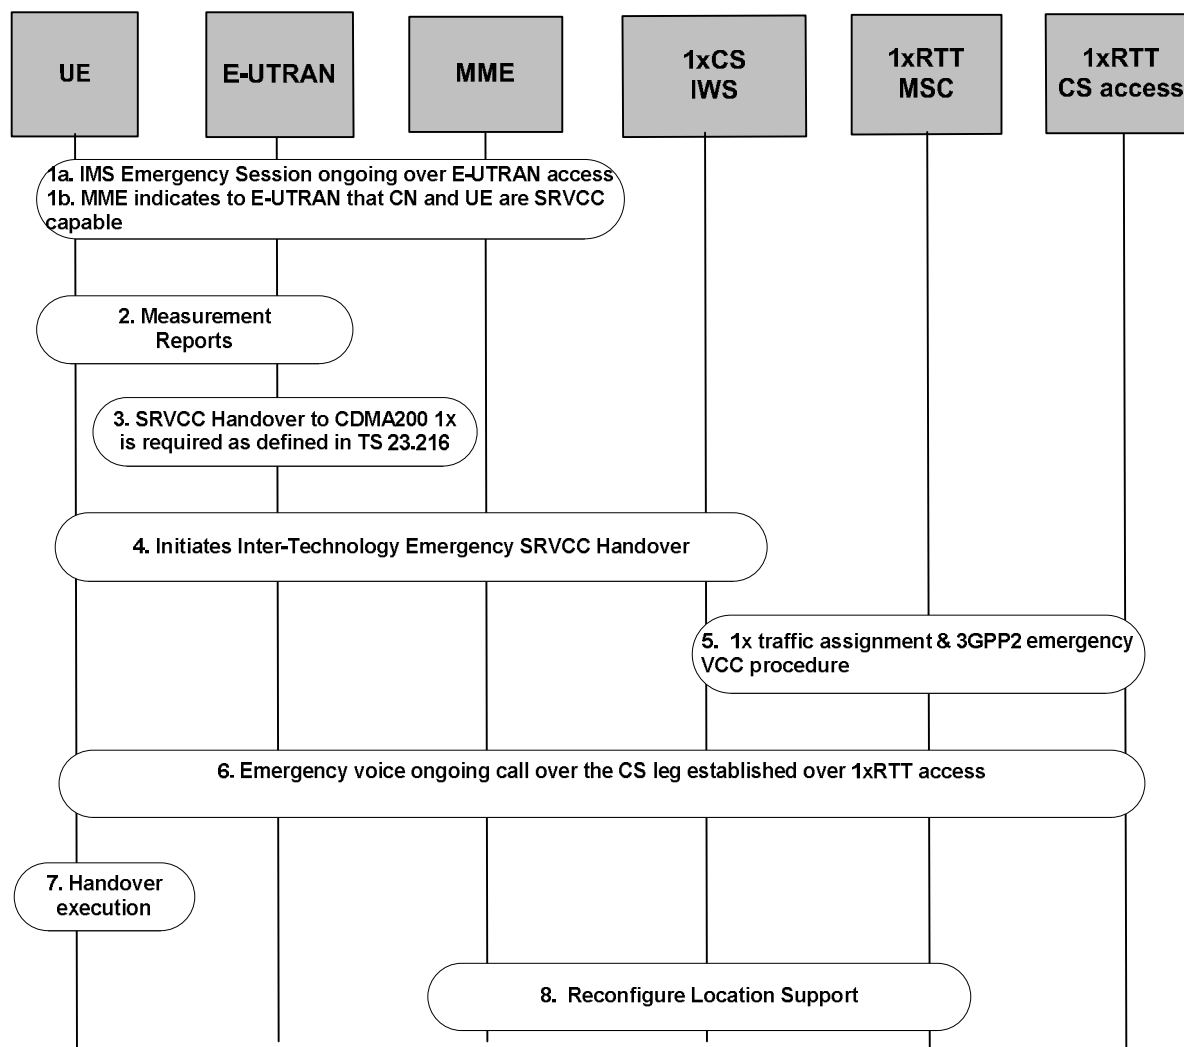 UE
E-UTRAN
MME
1xCS
IWS
1xRTT
MSC
1xRTT
CS access
1a. IMS Emergency Session ongoing over E-UTRAN access
1b. MME indicates to E-UTRAN that CN and UE are SRVCC
capable
2. Measurement
Reports
3. SRVCC Handover to CDMA200 1x
is required as defined in TS 23.216
4. Initiates Inter-Technology Emergency SRVCC Handover
5. 1x traffic assignment & 3GPP2 emergency
VCC procedure
6. Emergency voice ongoing call over the CS leg established over 1xRTT access
7. Handover
execution
8. Reconfigure Location Support